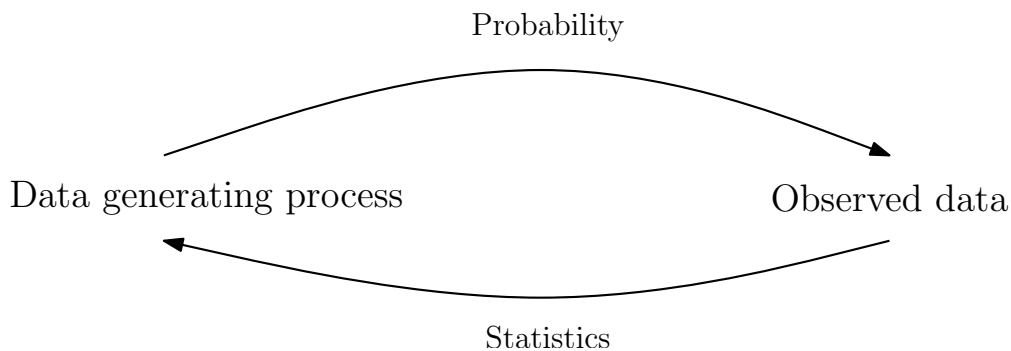 Probability
Data generating process
Observed data
Statistics